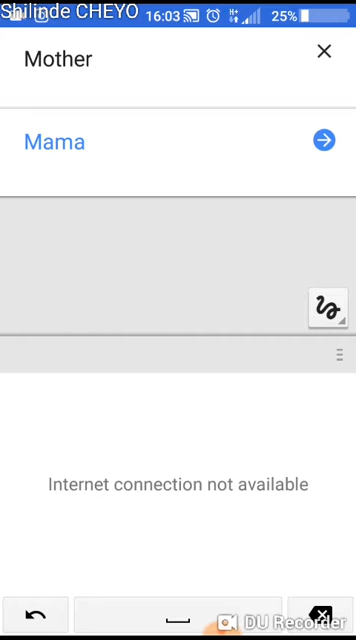 Shilinde CHEYO
16:03
H+
25%
Mother
Mama
Internet connection not available
DU Recorder